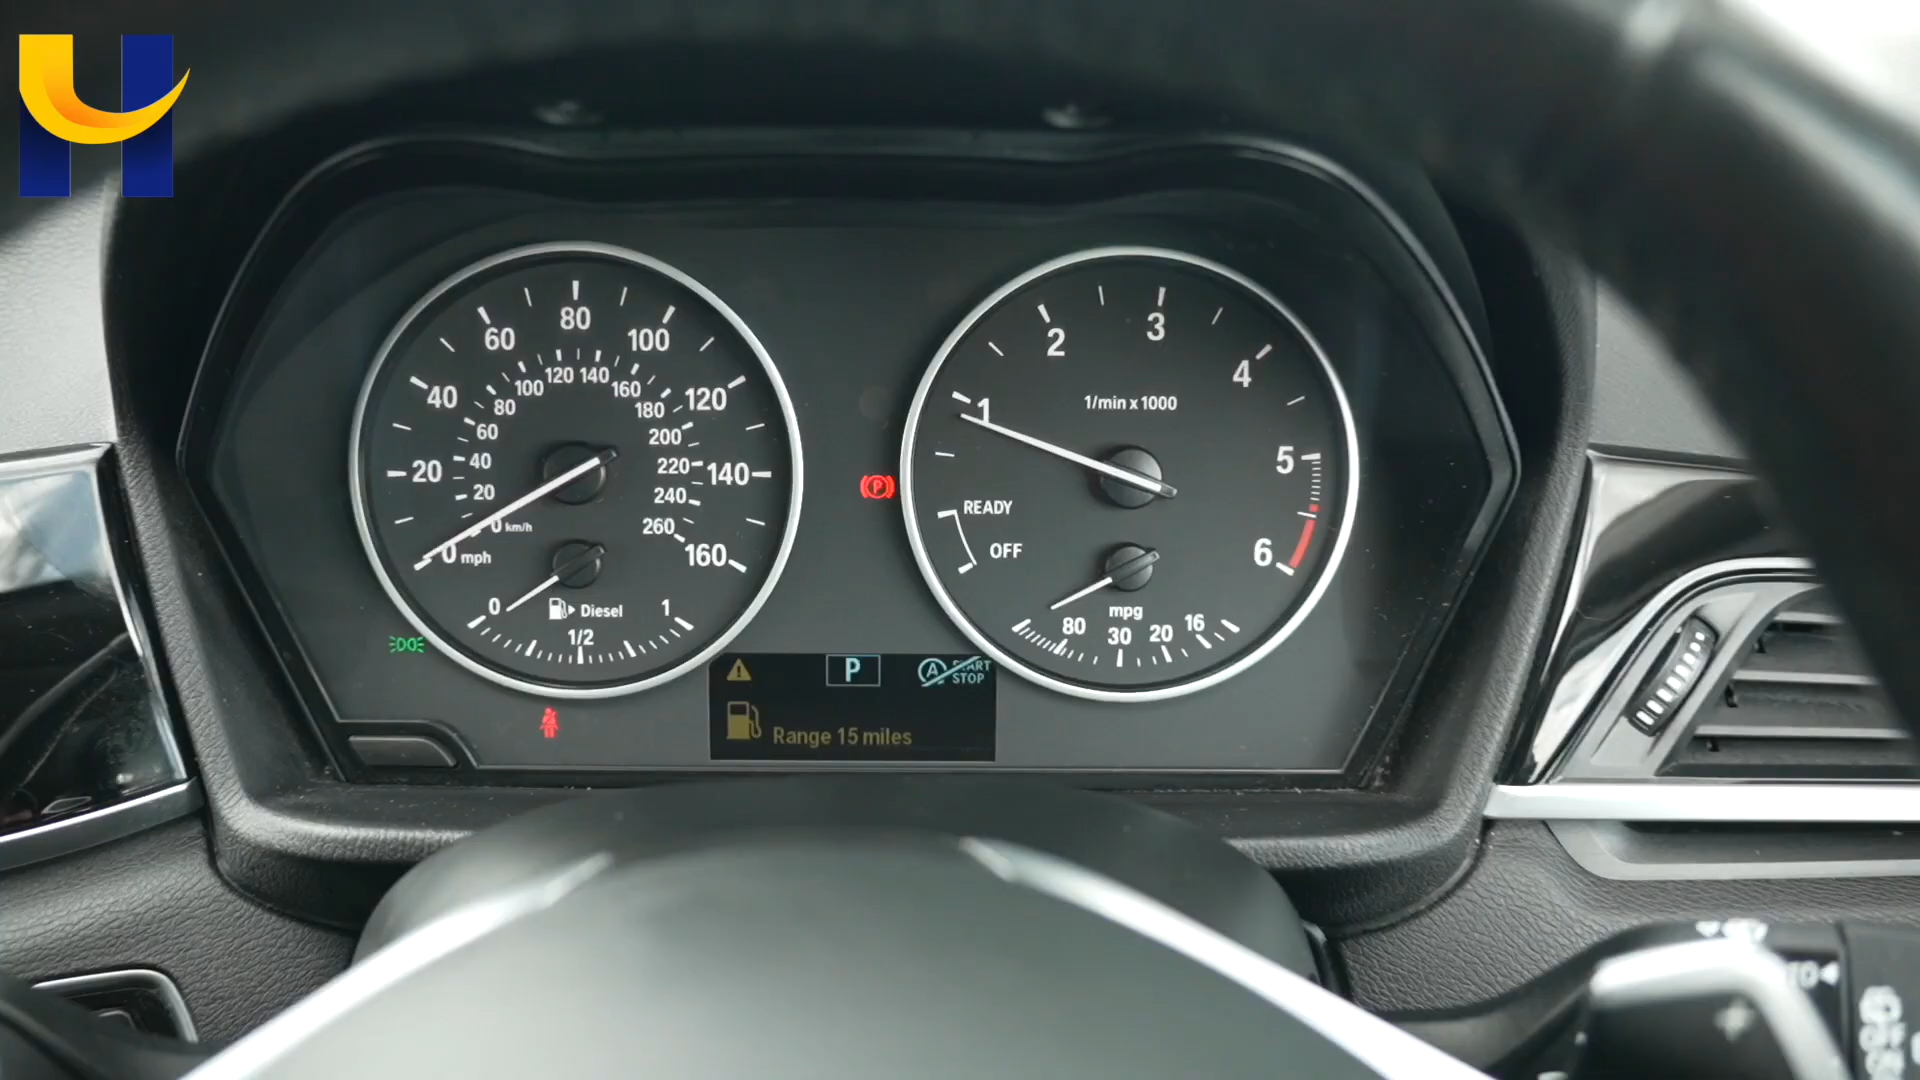 80
60
100
40
120
20
140
0 mph
160
100 120 140 160
80
180
60
200
40
220
20
240
0 km/h
260
0
Diesel
1
1/2
1/min x 1000
1
2
3
4
5
6
READY
OFF
mpg
80
30
20
16
P
P
A
START
STOP
Range 15 miles